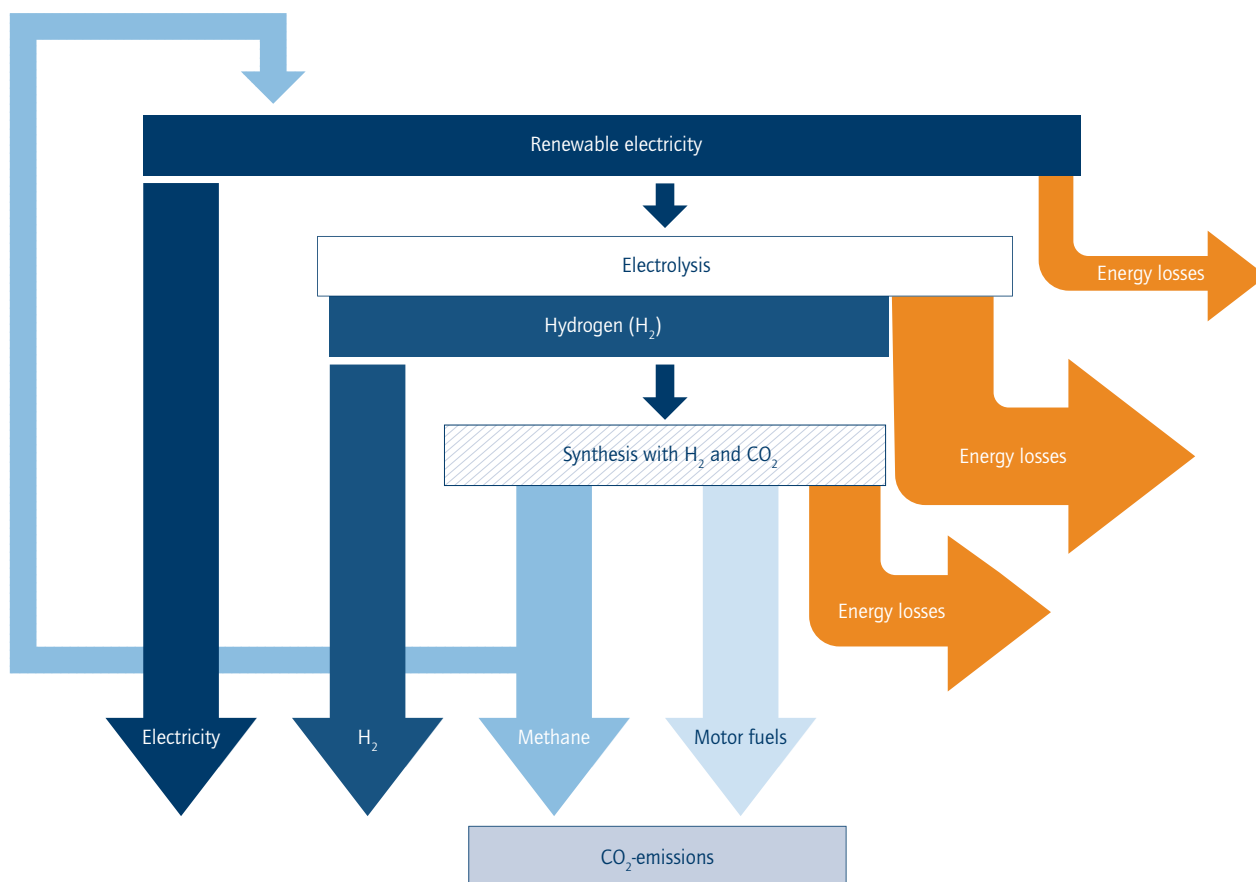 Renewable electricity
Electrolysis
Energy losses
Hydrogen (H₂)
Synthesis with H₂ and CO₂
Energy losses
Energy losses
Electricity
H₂
Methane
Motor fuels
CO₂-emissions